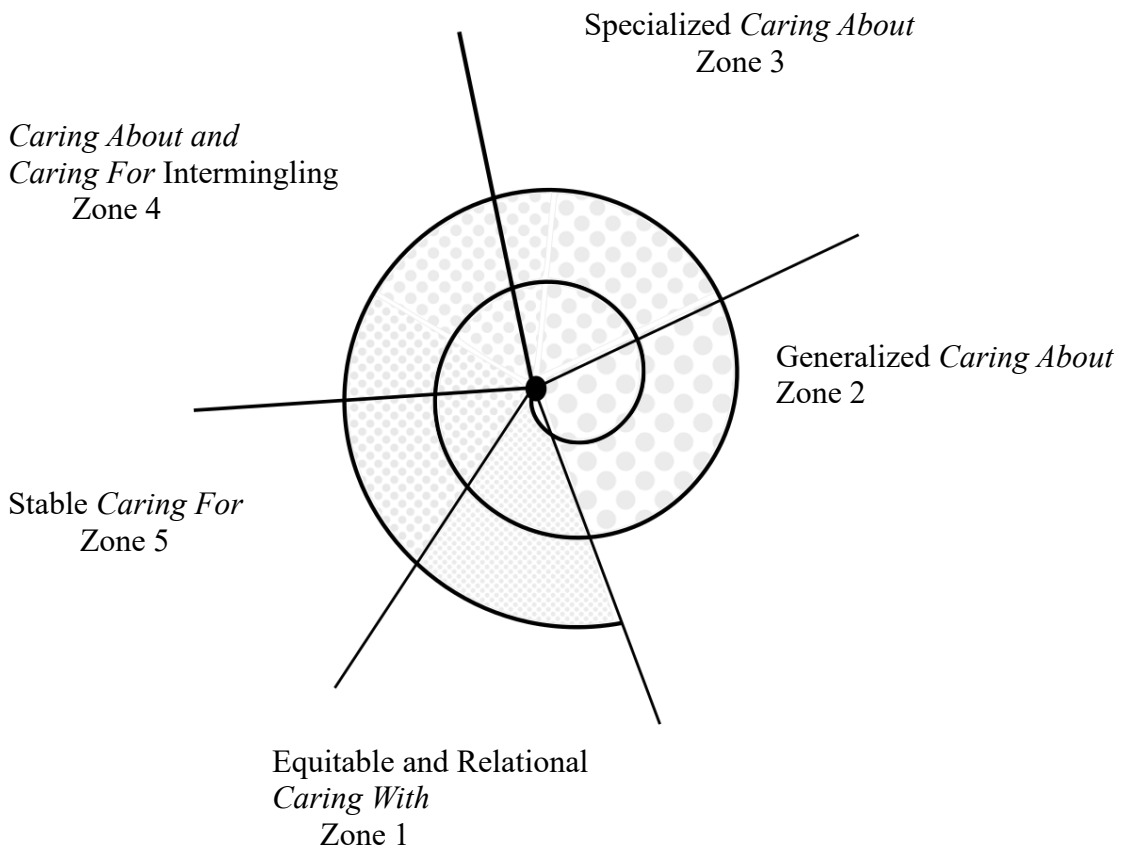 Specialized Caring About
Zone 3
Caring About and
Caring For Intermingling
Zone 4
Generalized Caring About
Zone 2
Stable Caring For
Zone 5
Equitable and Relational
Caring With
Zone 1